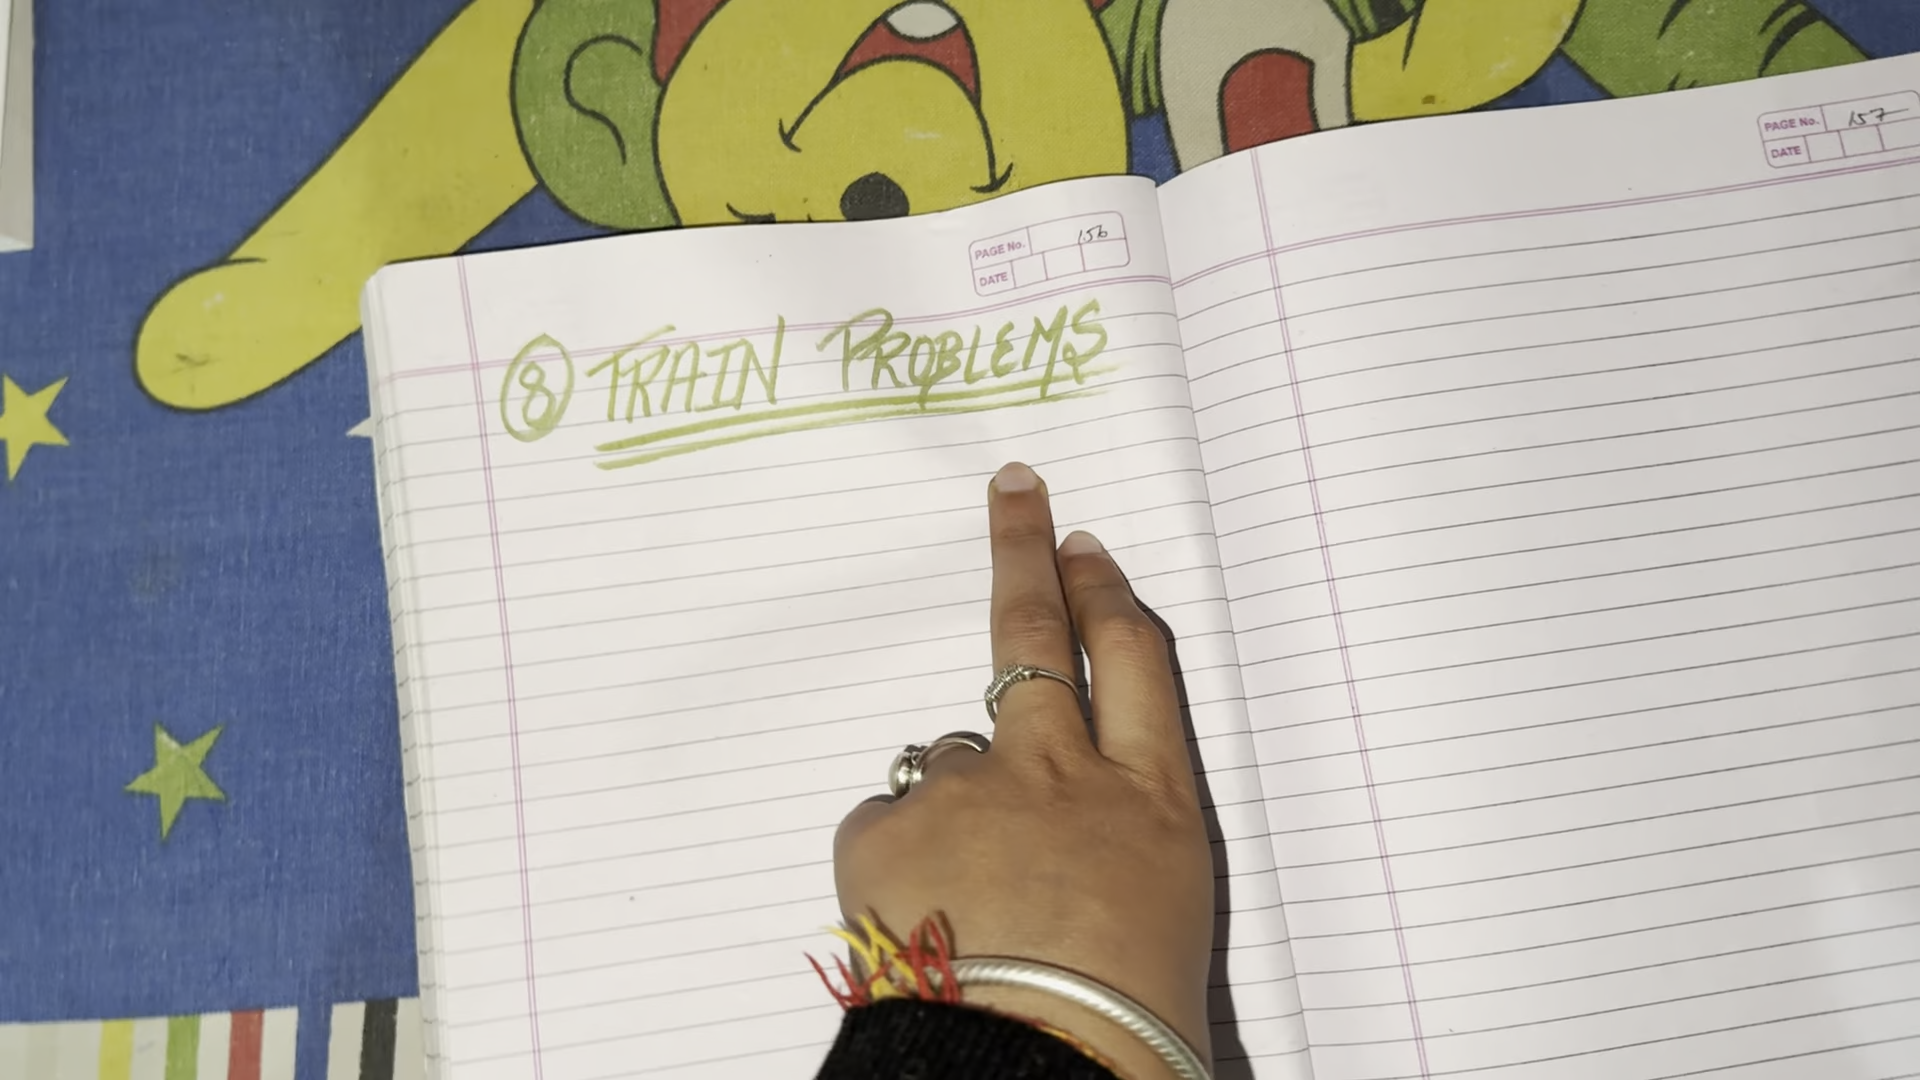 PAGE No. 156
DATE
⑧ TRAIN PROBLEMS
PAGE No. 157
DATE